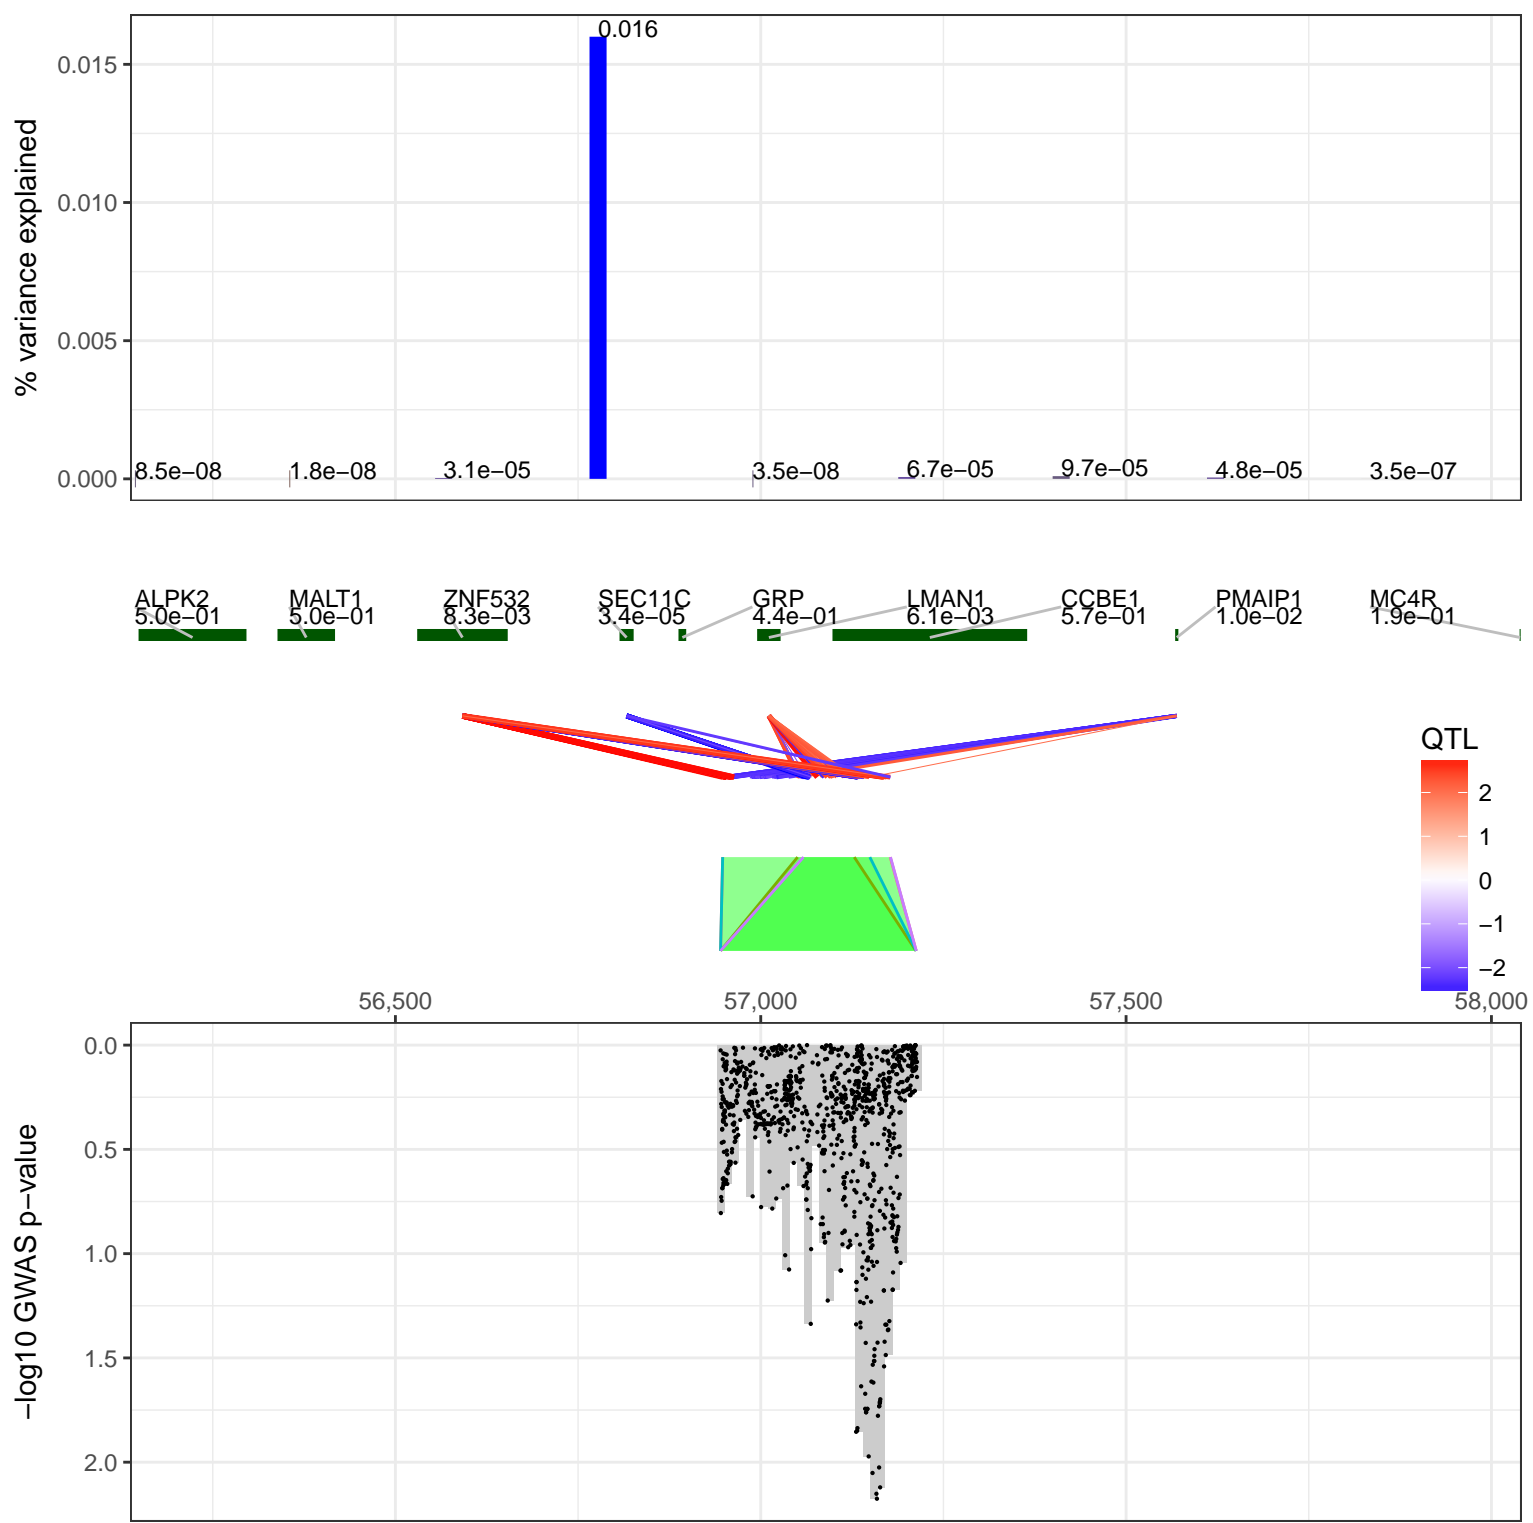 0.016
0.015
0.010
0.005
0.000
% variance explained
8.5e−08 1.8e−08 3.1e−05 3.5e−08 6.7e−05 9.7e−05 4.8e−05 3.5e−07
ALPK2 MALT1 ZNF532 SEC11C GRP LMAN1 CCBE1 PMAIP1 MC4R
5.0e−01 5.0e−01 8.3e−03 3.4e−05 4.4e−01 6.1e−03 5.7e−01 1.0e−02 1.9e−01
QTL
2
1
0
−1
−2
56,500 57,000 57,500 58,000
0.0
0.5
1.0
1.5
2.0
−log10 GWAS p−value